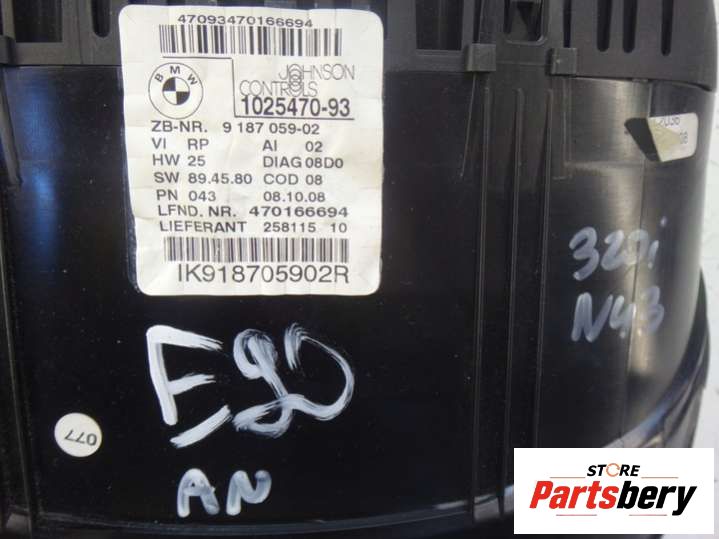 47093470166694
BMW
JOHNSON
CONTROLS
1025470-93
ZB-NR. 9 187 059-02
VI RP AI 02
HW 25 DIAG 08D0
SW 89.45.80 COD 08
PN 043 08.10.08
LFND. NR. 470166694
LIEFERANT 258115 10
IK918705902R
E90
AN
N43
077
STORE
Partsbery